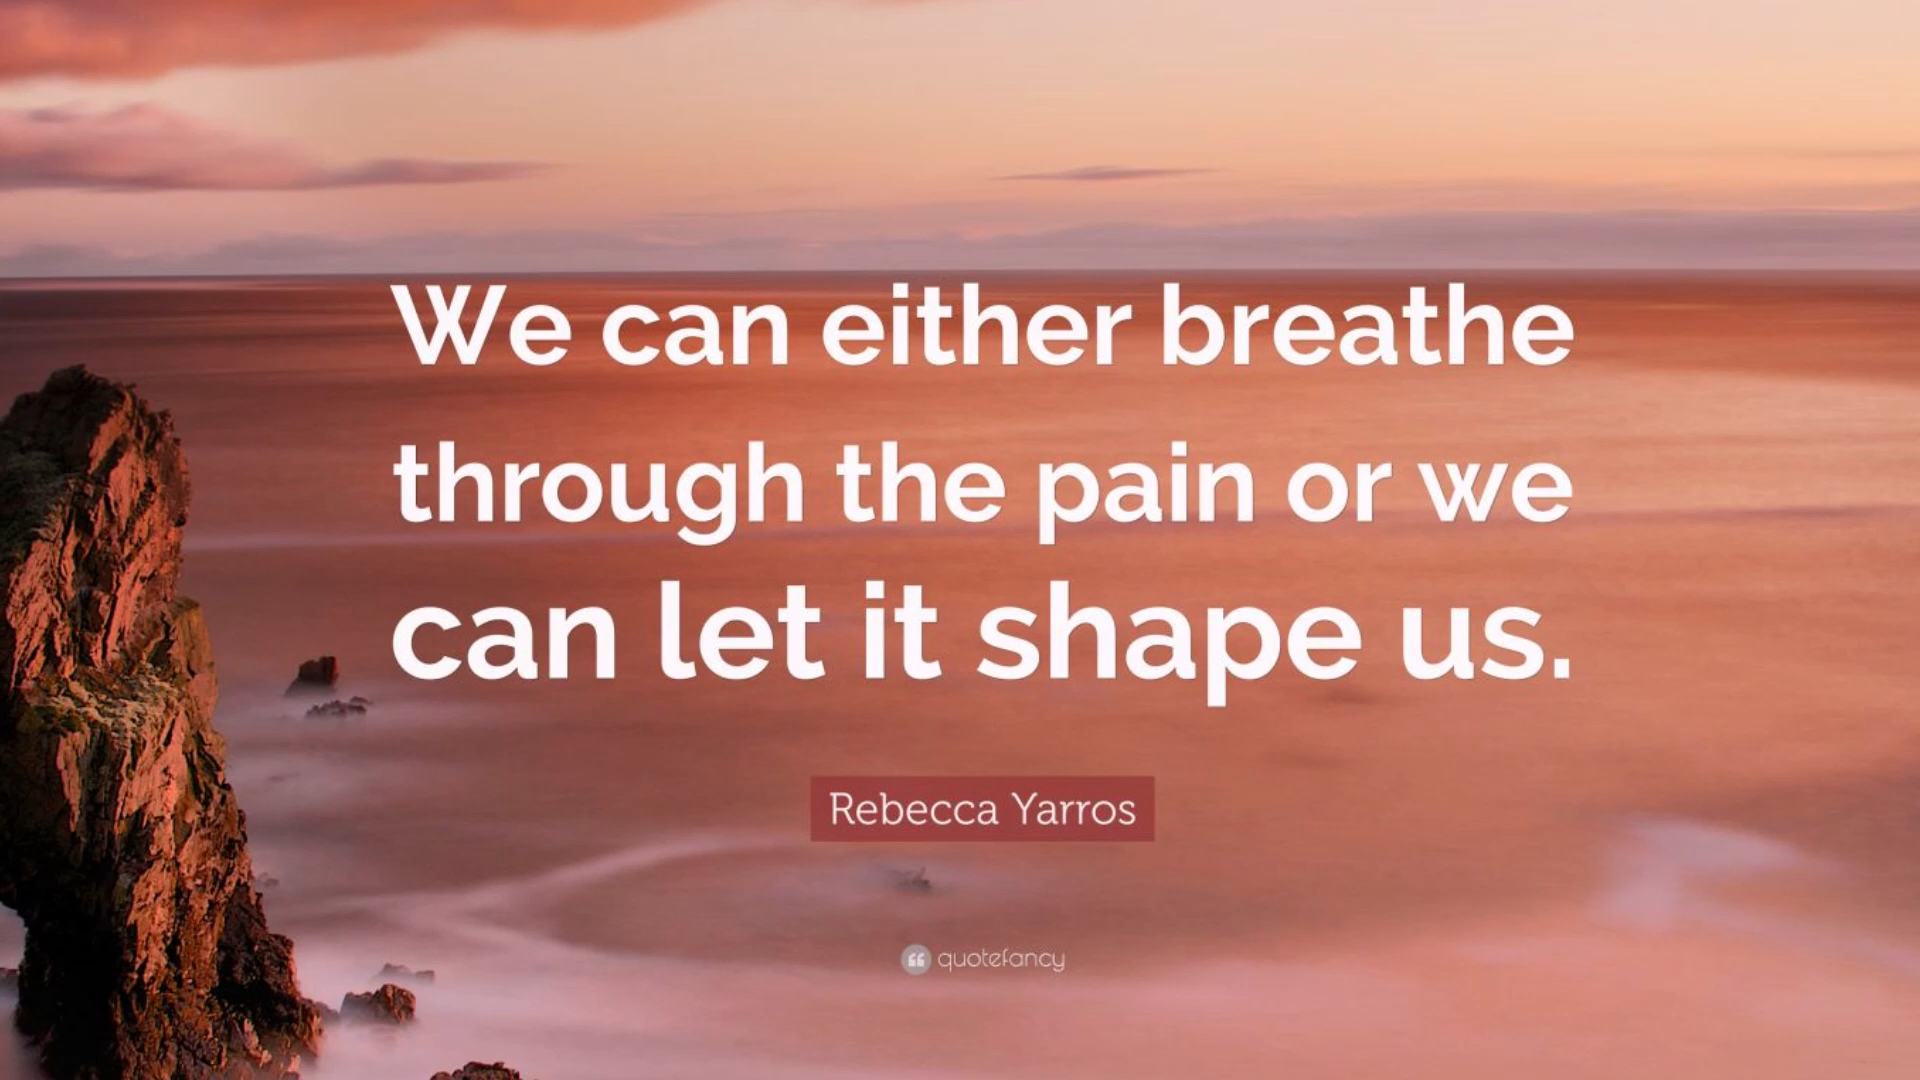 We can either breathe
through the pain or we
can let it shape us.
Rebecca Yarros
quotefancy